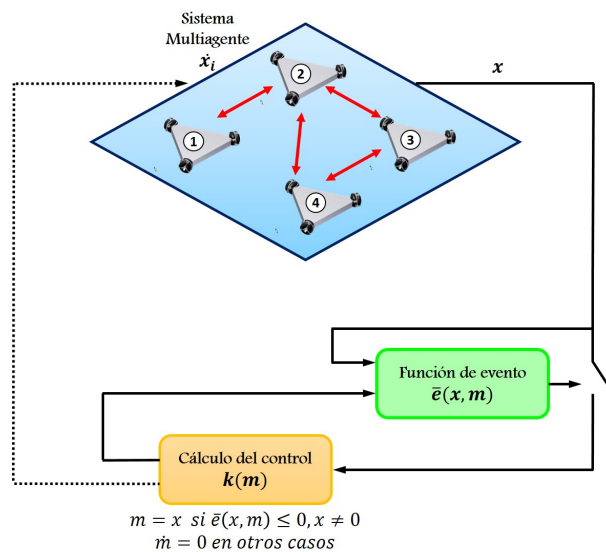 Sistema
Multiagente
ẋᵢ
x
2
1
3
4
Función de evento
ē(x, m)
Cálculo del control
k(m)
m = x si ē(x, m) ≤ 0, x ≠ 0
ṁ = 0 en otros casos